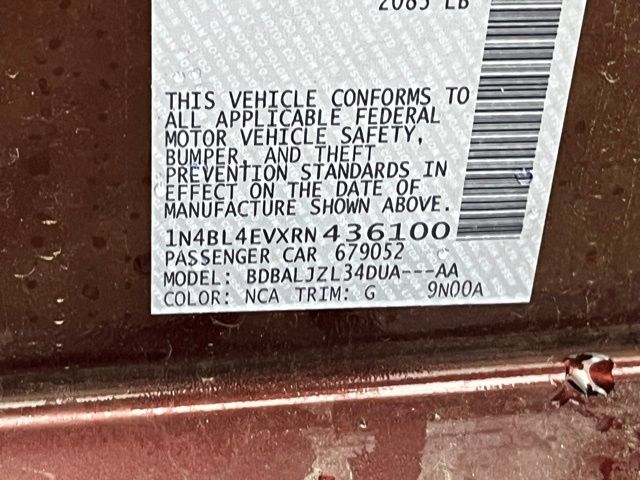 2085 LB
THIS VEHICLE CONFORMS TO
ALL APPLICABLE FEDERAL
MOTOR VEHICLE SAFETY,
BUMPER, AND THEFT
PREVENTION STANDARDS IN
EFFECT ON THE DATE OF
MANUFACTURE SHOWN ABOVE.
1N4BL4EVXRN436100
PASSENGER CAR 679052
MODEL: BDBALJZL34DUA---AA
COLOR: NCA TRIM: G 9N00A